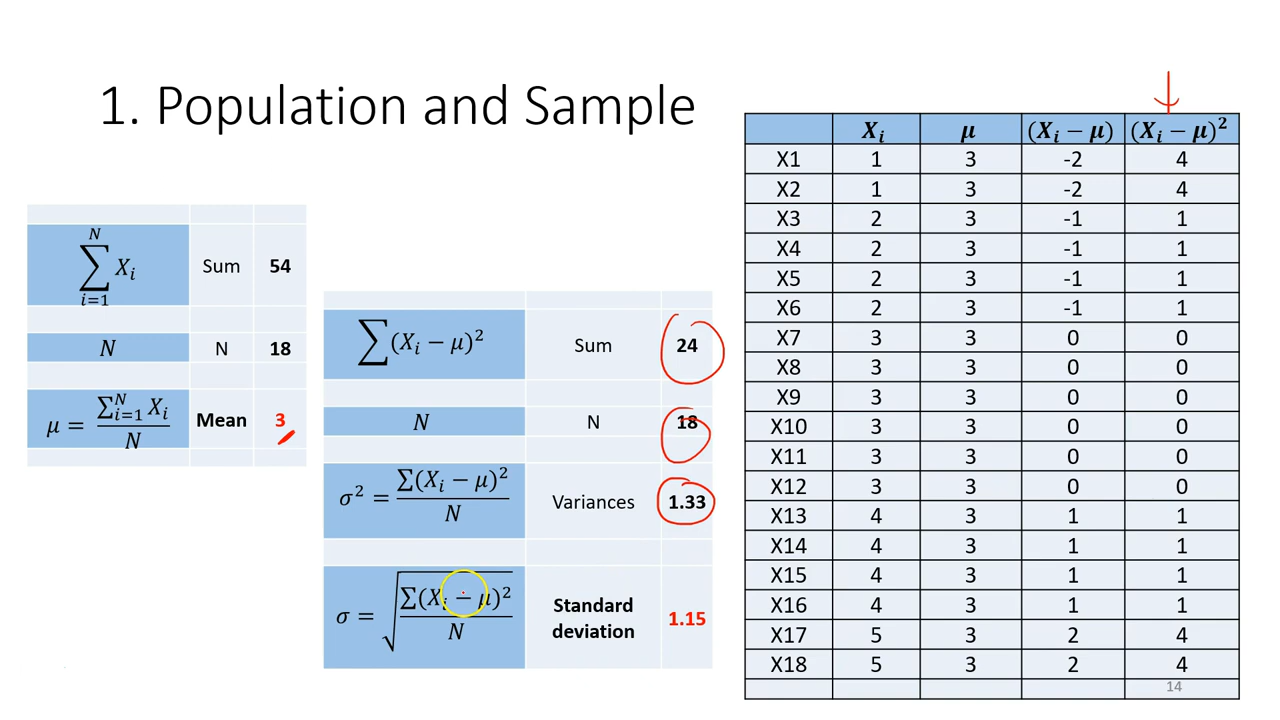 1. Population and Sample
N
∑ Xᵢ Sum 54
i=1
N N 18
μ = ∑ᵢ₌₁ᴺ Xᵢ / N Mean 3
∑(Xᵢ − μ)² Sum 24
N N 18
σ² = ∑(Xᵢ − μ)² / N Variances 1.33
σ = √(∑(Xᵢ − μ)² / N) Standard
deviation 1.15
Xᵢ μ (Xᵢ − μ) (Xᵢ − μ)²
X1 1 3 -2 4
X2 1 3 -2 4
X3 2 3 -1 1
X4 2 3 -1 1
X5 2 3 -1 1
X6 2 3 -1 1
X7 3 3 0 0
X8 3 3 0 0
X9 3 3 0 0
X10 3 3 0 0
X11 3 3 0 0
X12 3 3 0 0
X13 4 3 1 1
X14 4 3 1 1
X15 4 3 1 1
X16 4 3 1 1
X17 5 3 2 4
X18 5 3 2 4
14